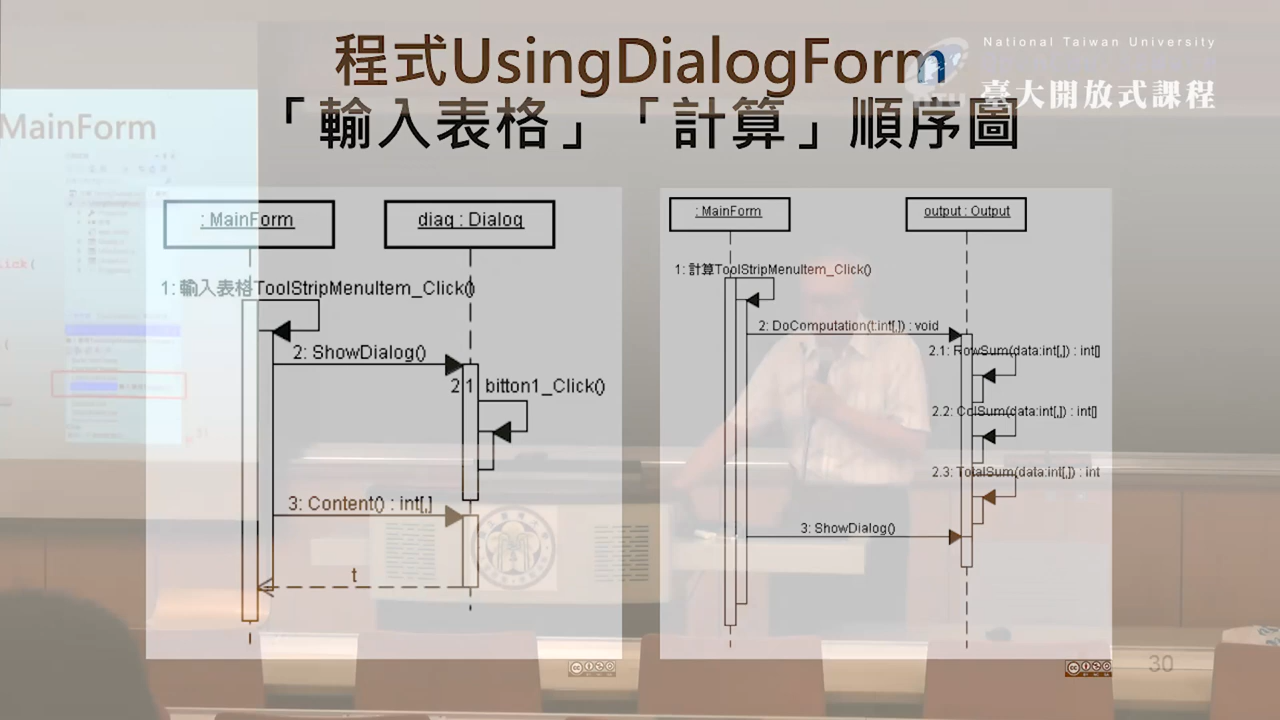 程式UsingDialogForm
「輸入表格」「計算」順序圖
National Taiwan University
臺大開放式課程
MainForm
: MainForm
diag : Dialog
1: 輸入表格ToolStripMenuItem_Click()
2: ShowDialog()
2.1 bitton1_Click()
3: Content() : int[,]
t
: MainForm
output : Output
1: 計算ToolStripMenuItem_Click()
2: DoComputation(t:int[,]) : void
2.1: RowSum(data:int[,]) : int[]
2.2: ColSum(data:int[,]) : int[]
2.3: TotalSum(data:int[,]) : int
3: ShowDialog()
30